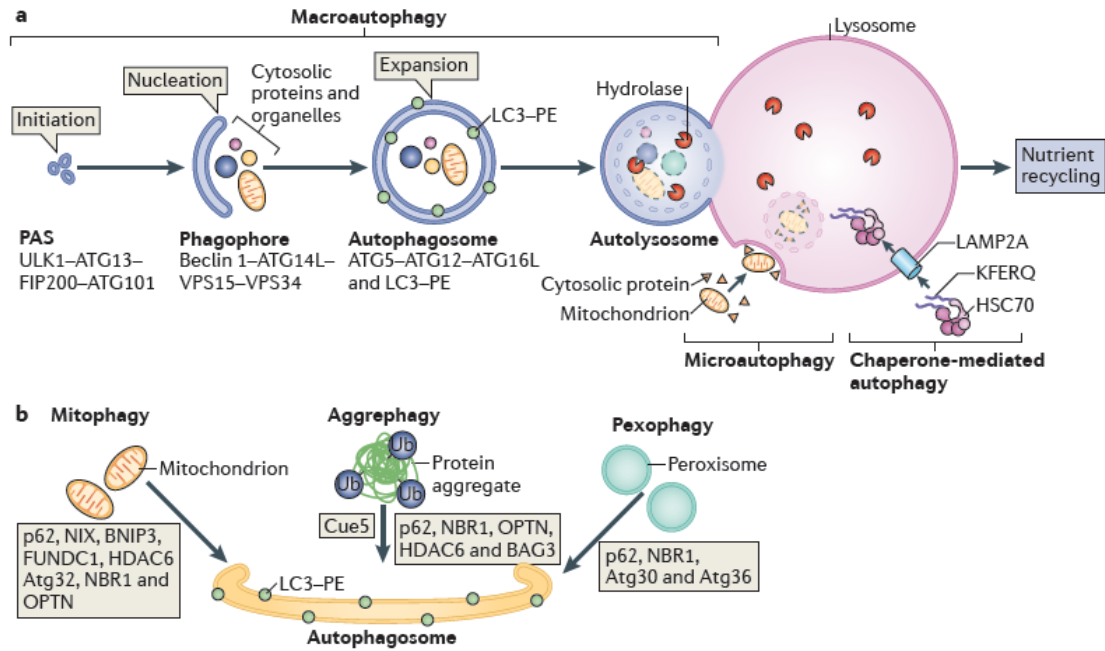 a
Macroautophagy
Lysosome
Nucleation
Cytosolic
proteins and
organelles
Expansion
Initiation
LC3–PE
Hydrolase
Nutrient
recycling
PAS
ULK1–ATG13–
FIP200–ATG101
Phagophore
Beclin 1–ATG14L–
VPS15–VPS34
Autophagosome
ATG5–ATG12–ATG16L
and LC3–PE
Autolysosome
LAMP2A
KFERQ
HSC70
Cytosolic protein
Mitochondrion
Microautophagy
Chaperone-mediated
autophagy
b
Mitophagy
Mitochondrion
p62, NIX, BNIP3,
FUNDC1, HDAC6
Atg32, NBR1 and
OPTN
Aggrephagy
Ub
Ub
Ub
Protein
aggregate
Cue5
p62, NBR1, OPTN,
HDAC6 and BAG3
Pexophagy
Peroxisome
p62, NBR1,
Atg30 and Atg36
LC3–PE
Autophagosome